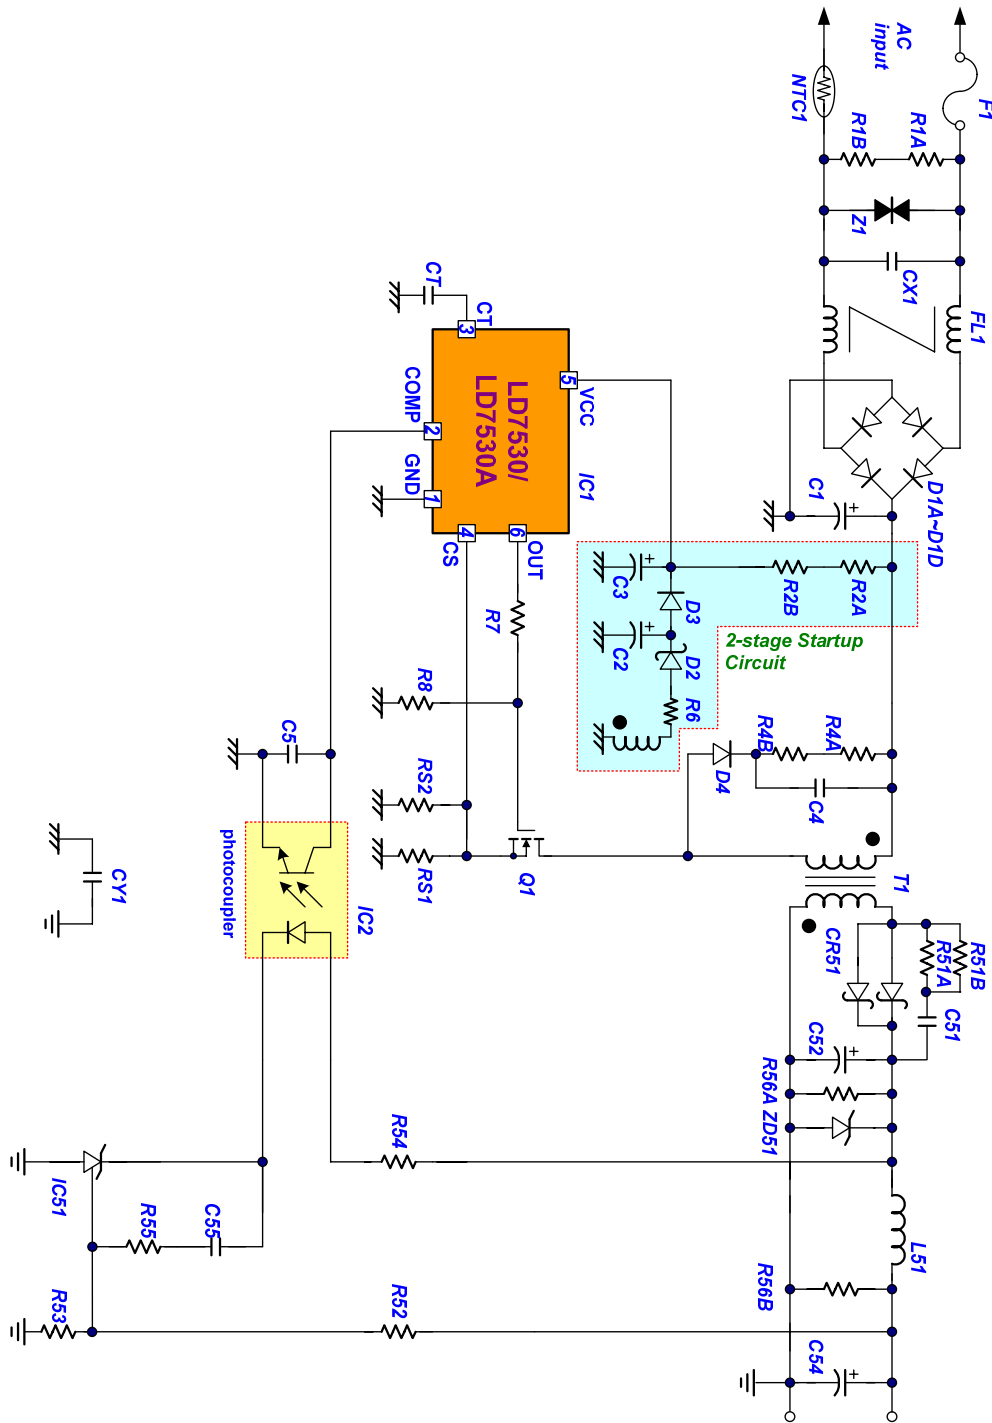 F1
AC
input
NTC1
R1A
R1B
Z1
CX1
FL1
D1A~D1D
C1
R2A
R2B
2-stage Startup
Circuit
C3
D3
C2
D2
R6
R4A
R4B
C4
D4
T1
CR51
R51A
R51B
C51
C52
R56A
ZD51
L51
R56B
C54
CT
CT
3
COMP
2
GND
1
LD7530/
LD7530A
5
VCC
IC1
4
CS
6
OUT
R7
R8
RS2
RS1
Q1
C5
photocoupler
IC2
CY1
R54
IC51
R55
C55
R53
R52